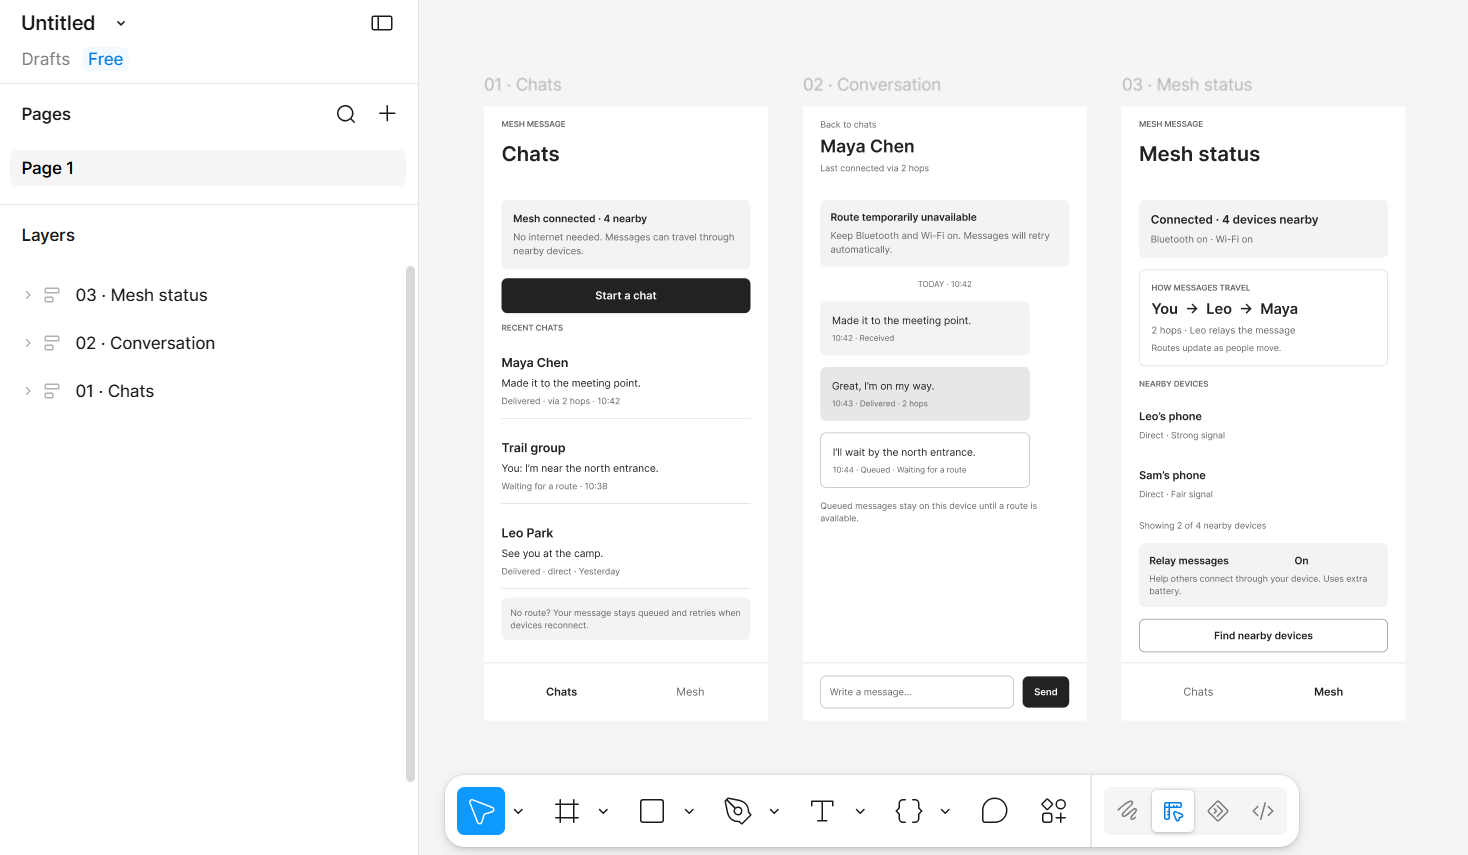 Untitled
Drafts Free
Pages
Page 1
Layers
03 · Mesh status
02 · Conversation
01 · Chats
01 · Chats
MESH MESSAGE
Chats
Mesh connected · 4 nearby
No internet needed. Messages can travel through
nearby devices.
Start a chat
RECENT CHATS
Maya Chen
Made it to the meeting point.
Delivered · via 2 hops · 10:42
Trail group
You: I’m near the north entrance.
Waiting for a route · 10:38
Leo Park
See you at the camp.
Delivered · direct · Yesterday
No route? Your message stays queued and retries when
devices reconnect.
Chats Mesh
02 · Conversation
Back to chats
Maya Chen
Last connected via 2 hops
Route temporarily unavailable
Keep Bluetooth and Wi-Fi on. Messages will retry
automatically.
TODAY · 10:42
Made it to the meeting point.
10:42 · Received
Great, I’m on my way.
10:43 · Delivered · 2 hops
I’ll wait by the north entrance.
10:44 · Queued · Waiting for a route
Queued messages stay on this device until a route is
available.
Write a message... Send
03 · Mesh status
MESH MESSAGE
Mesh status
Connected · 4 devices nearby
Bluetooth on · Wi-Fi on
HOW MESSAGES TRAVEL
You → Leo → Maya
2 hops · Leo relays the message
Routes update as people move.
NEARBY DEVICES
Leo’s phone
Direct · Strong signal
Sam’s phone
Direct · Fair signal
Showing 2 of 4 nearby devices
Relay messages On
Help others connect through your device. Uses extra
battery.
Find nearby devices
Chats Mesh